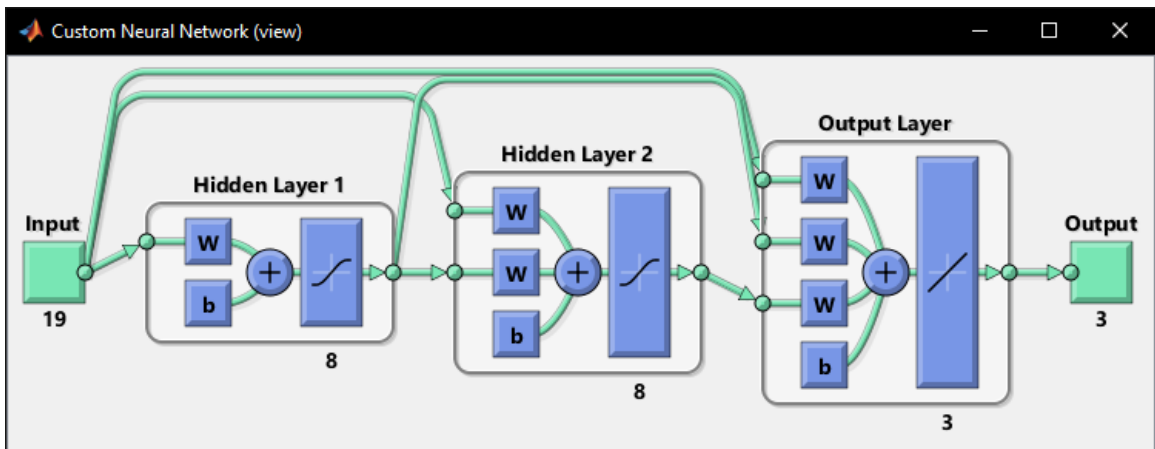 Custom Neural Network (view)
Input
19
Hidden Layer 1
W
b
8
Hidden Layer 2
W
W
b
8
Output Layer
W
W
W
b
3
Output
3